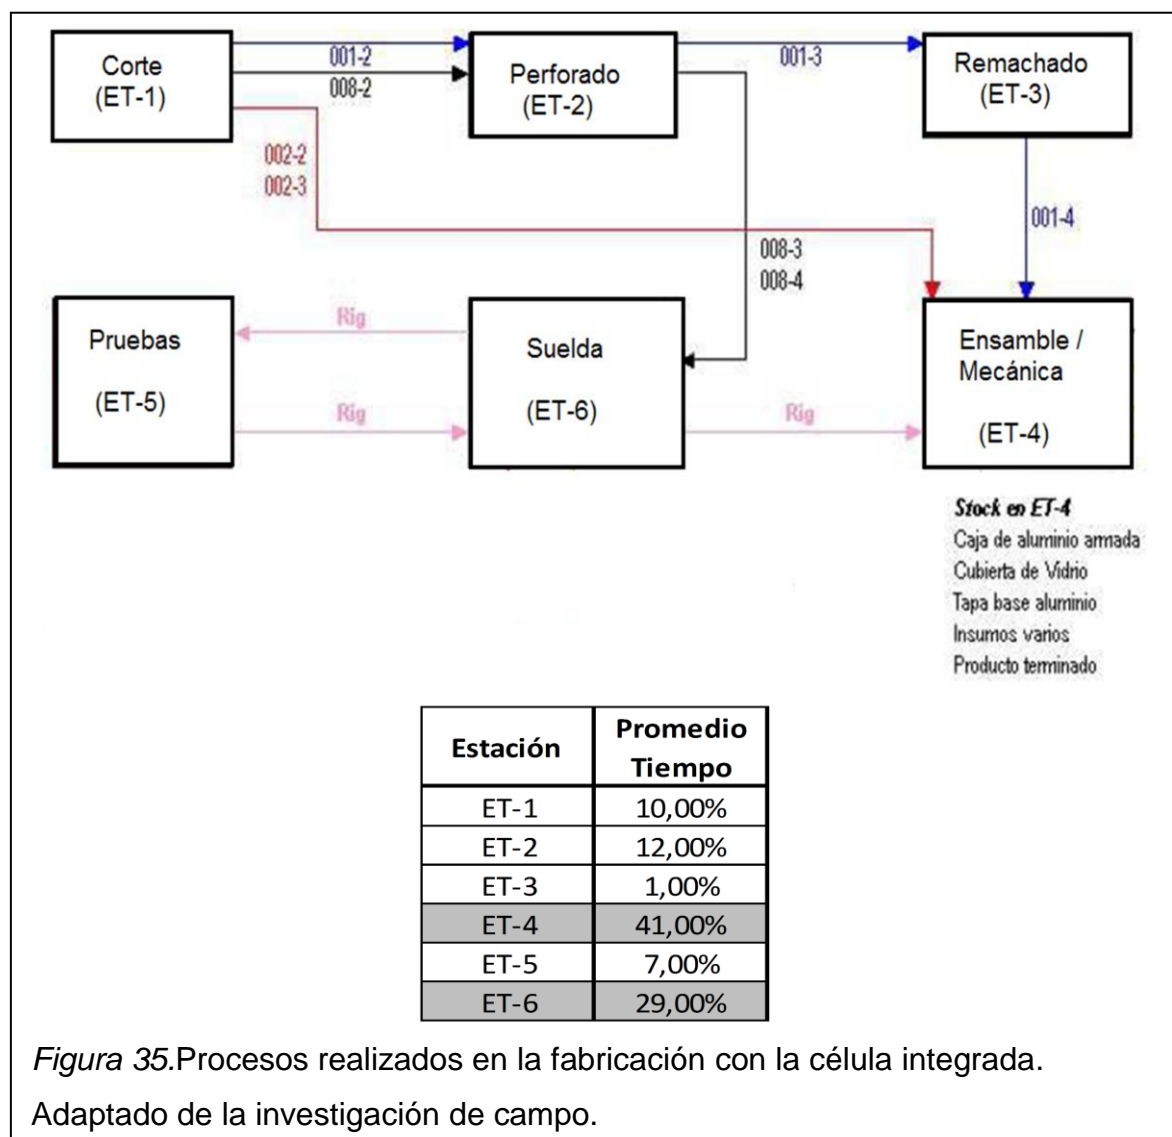 Corte
(ET-1)
001-2
008-2
Perforado
(ET-2)
001-3
Remachado
(ET-3)
002-2
002-3
001-4
008-3
008-4
Pruebas
(ET-5)
Rig
Rig
Suelda
(ET-6)
Rig
Ensamble /
Mecánica
(ET-4)
Stock en ET-4
Caja de aluminio armada
Cubierta de Vidrio
Tapa base aluminio
Insumos varios
Producto terminado
Estación Promedio Tiempo
ET-1 10,00%
ET-2 12,00%
ET-3 1,00%
ET-4 41,00%
ET-5 7,00%
ET-6 29,00%
Figura 35.Procesos realizados en la fabricación con la célula integrada.
Adaptado de la investigación de campo.